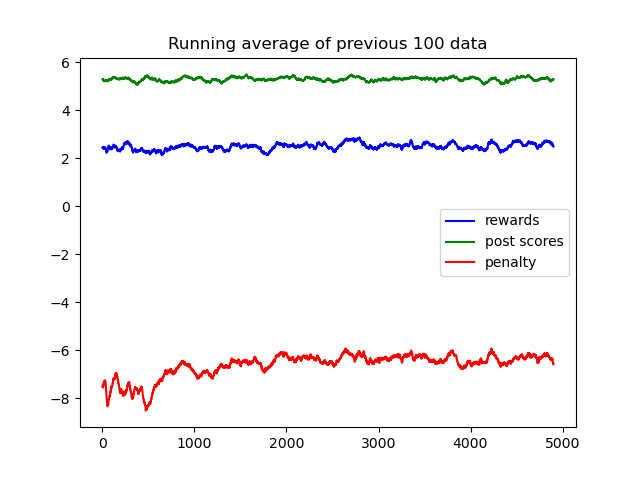 Running average of previous 100 data
6
4
2
0
−2
−4
−6
−8
rewards
post scores
penalty
0 1000 2000 3000 4000 5000